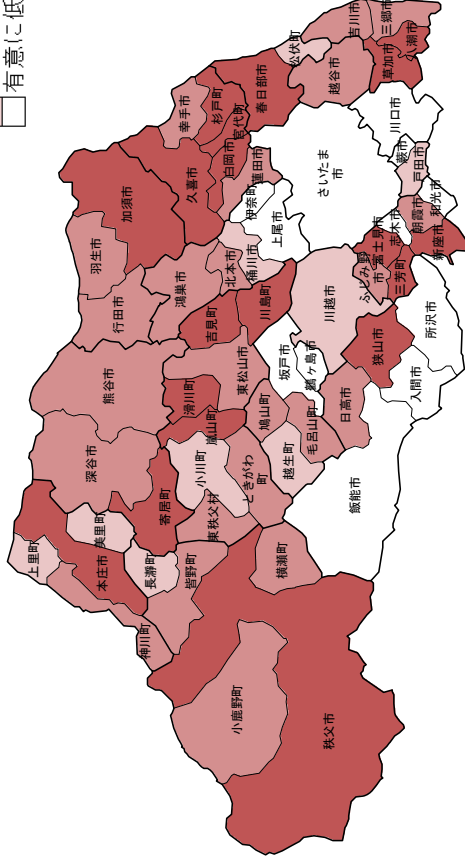 有意に低
上里町
深谷市
美里町
本庄市
羽生市
熊谷市
行田市
加須市
神川町
長瀞町
寄居町
皆野町
鴻巣市
幸手市
久喜市
滑川町
小川町
嵐山町
吉見町
東秩父村
杉戸町
宮代町
白岡市
北本市
東松山市
小鹿野町
ときがわ
町
伊奈町
桶川市
蓮田市
春日部市
川島町
鳩山町
上尾市
横瀬町
坂戸市
越生町
松伏町
鶴ヶ島市
毛呂山町
さいたま
市
秩父市
川越市
越谷市
日高市
飯能市
吉川市
ふじみ野
市
富士見市
狭山市
三郷市
草加市
川口市
志木市
三芳町
蕨市
八潮市
戸田市
朝霞市
入間市
所沢市
和光市
新座市